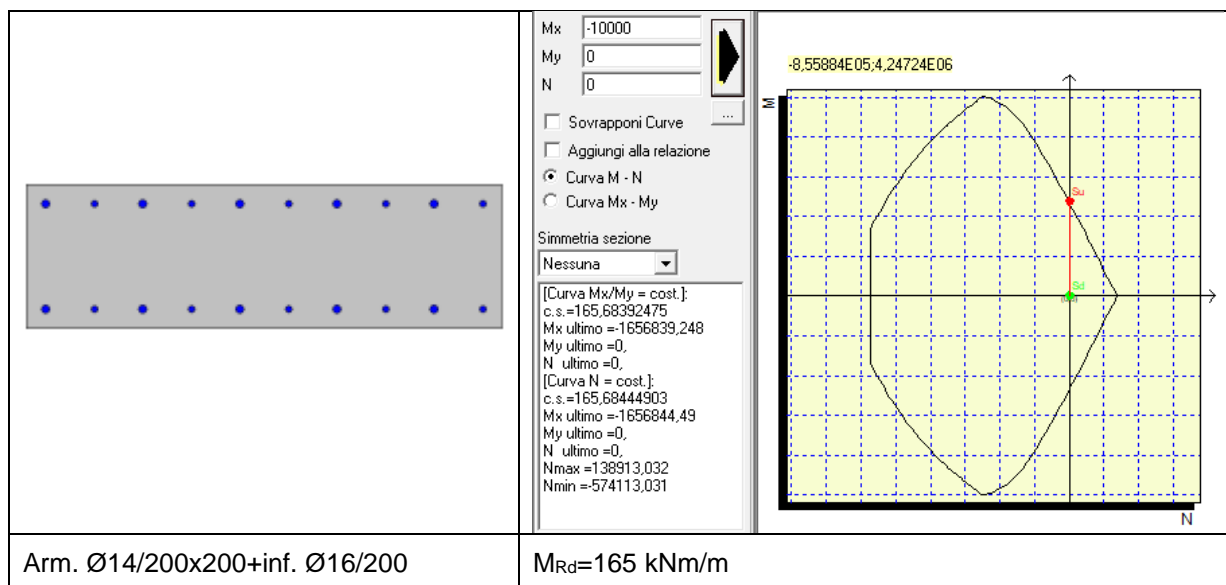 Mx -10000
My 0
N 0
...
Sovrapponi Curve
Aggiungi alla relazione
Curva M - N
Curva Mx - My
Simmetria sezione
Nessuna
[Curva Mx/My = cost.]:
c.s.=165,68392475
Mx ultimo =-1656839,248
My ultimo =0,
N ultimo =0,
[Curva N = cost.]:
c.s.=165,68444903
Mx ultimo =-1656844,49
My ultimo =0,
N ultimo =0,
Nmax =138913,032
Nmin =-574113,031
-8,55884E05;4,24724E06
M
Su
Sd
N
Arm. Ø14/200x200+inf. Ø16/200
MRd=165 kNm/m